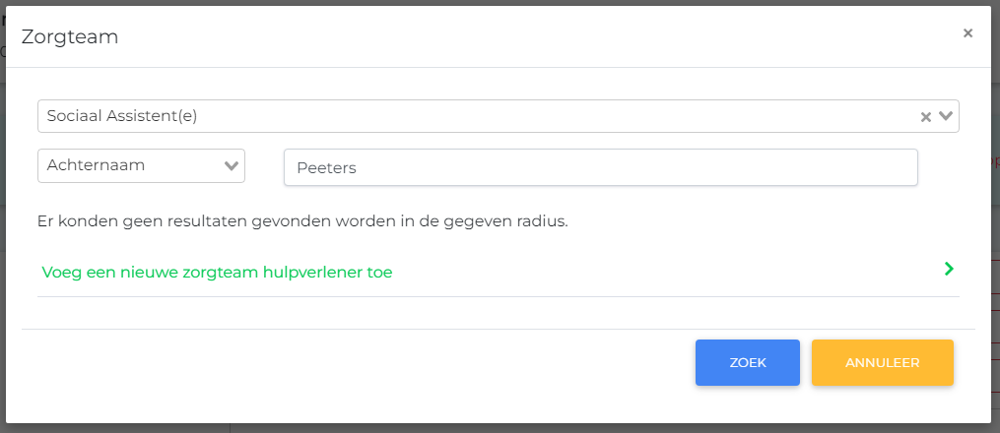 Zorgteam
×
Sociaal Assistent(e)
Achternaam
Peeters
Er konden geen resultaten gevonden worden in de gegeven radius.
Voeg een nieuwe zorgteam hulpverlener toe
ZOEK
ANNULEER